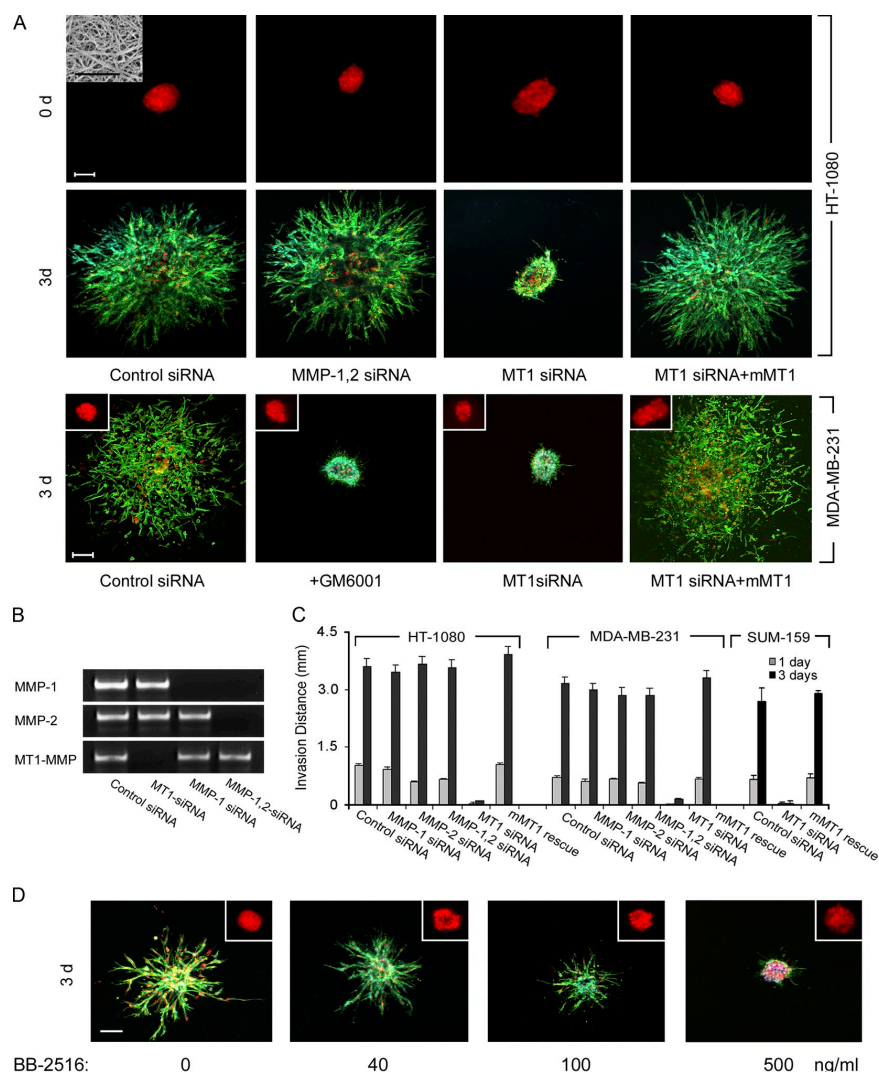 A
0 d
HT-1080
3d
Control siRNA
MMP-1,2 siRNA
MT1 siRNA
MT1 siRNA+mMT1
3 d
MDA-MB-231
Control siRNA
+GM6001
MT1siRNA
MT1 siRNA+mMT1
B
MMP-1
MMP-2
MT1-MMP
Control siRNA
MT1-siRNA
MMP-1 siRNA
MMP-1,2-siRNA
C
Invasion Distance (mm)
4.5
3.0
1.5
0
HT-1080
MDA-MB-231
SUM-159
1 day
3 days
Control siRNA
MMP-1 siRNA
MMP-2 siRNA
MMP-1,2 siRNA
MT1 siRNA
mMT1 rescue
Control siRNA
MMP-1 siRNA
MMP-2 siRNA
MMP-1,2 siRNA
MT1 siRNA
mMT1 rescue
Control siRNA
MT1 siRNA
mMT1 rescue
D
3 d
BB-2516: 0 40 100 500 ng/ml